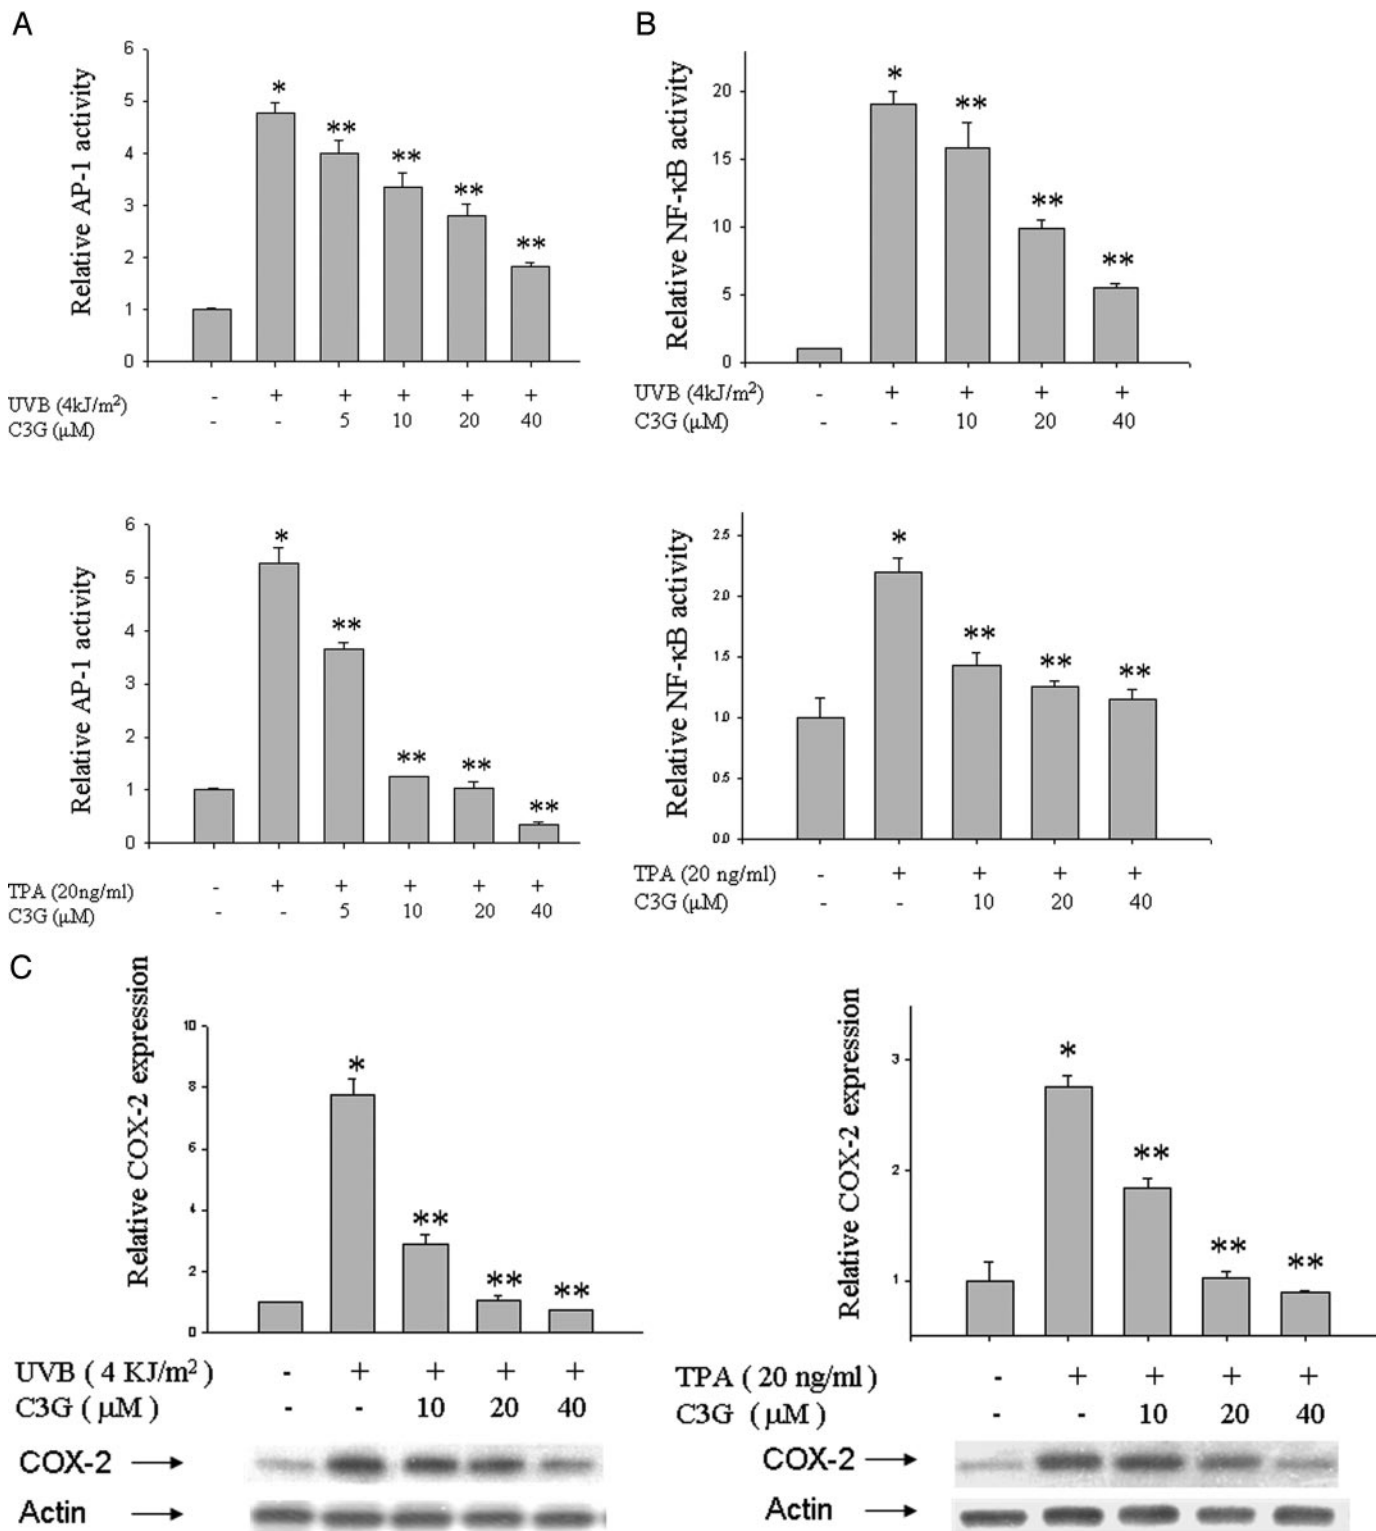 A
Relative AP-1 activity
6
5
4
3
2
1
0
*
**
**
**
**
UVB (4kJ/m²) - + + + + +
C3G (μM) - - 5 10 20 40
B
Relative NF-κB activity
20
15
10
5
0
*
**
**
**
UVB (4kJ/m²) - + + + +
C3G (μM) - - 10 20 40
Relative AP-1 activity
6
5
4
3
2
1
0
*
**
**
**
**
TPA (20ng/ml) - + + + + +
C3G (μM) - - 5 10 20 40
Relative NF-κB activity
2.5
2.0
1.5
1.0
0.5
0.0
*
**
**
**
TPA (20 ng/ml) - + + + +
C3G (μM) - - 10 20 40
C
Relative COX-2 expression
10
8
6
4
2
0
*
**
**
**
UVB ( 4 KJ/m²) - + + + +
C3G ( μM ) - - 10 20 40
COX-2
Actin
Relative COX-2 expression
3
2
1
*
**
**
**
TPA ( 20 ng/ml) - + + + +
C3G ( μM) - - 10 20 40
COX-2
Actin